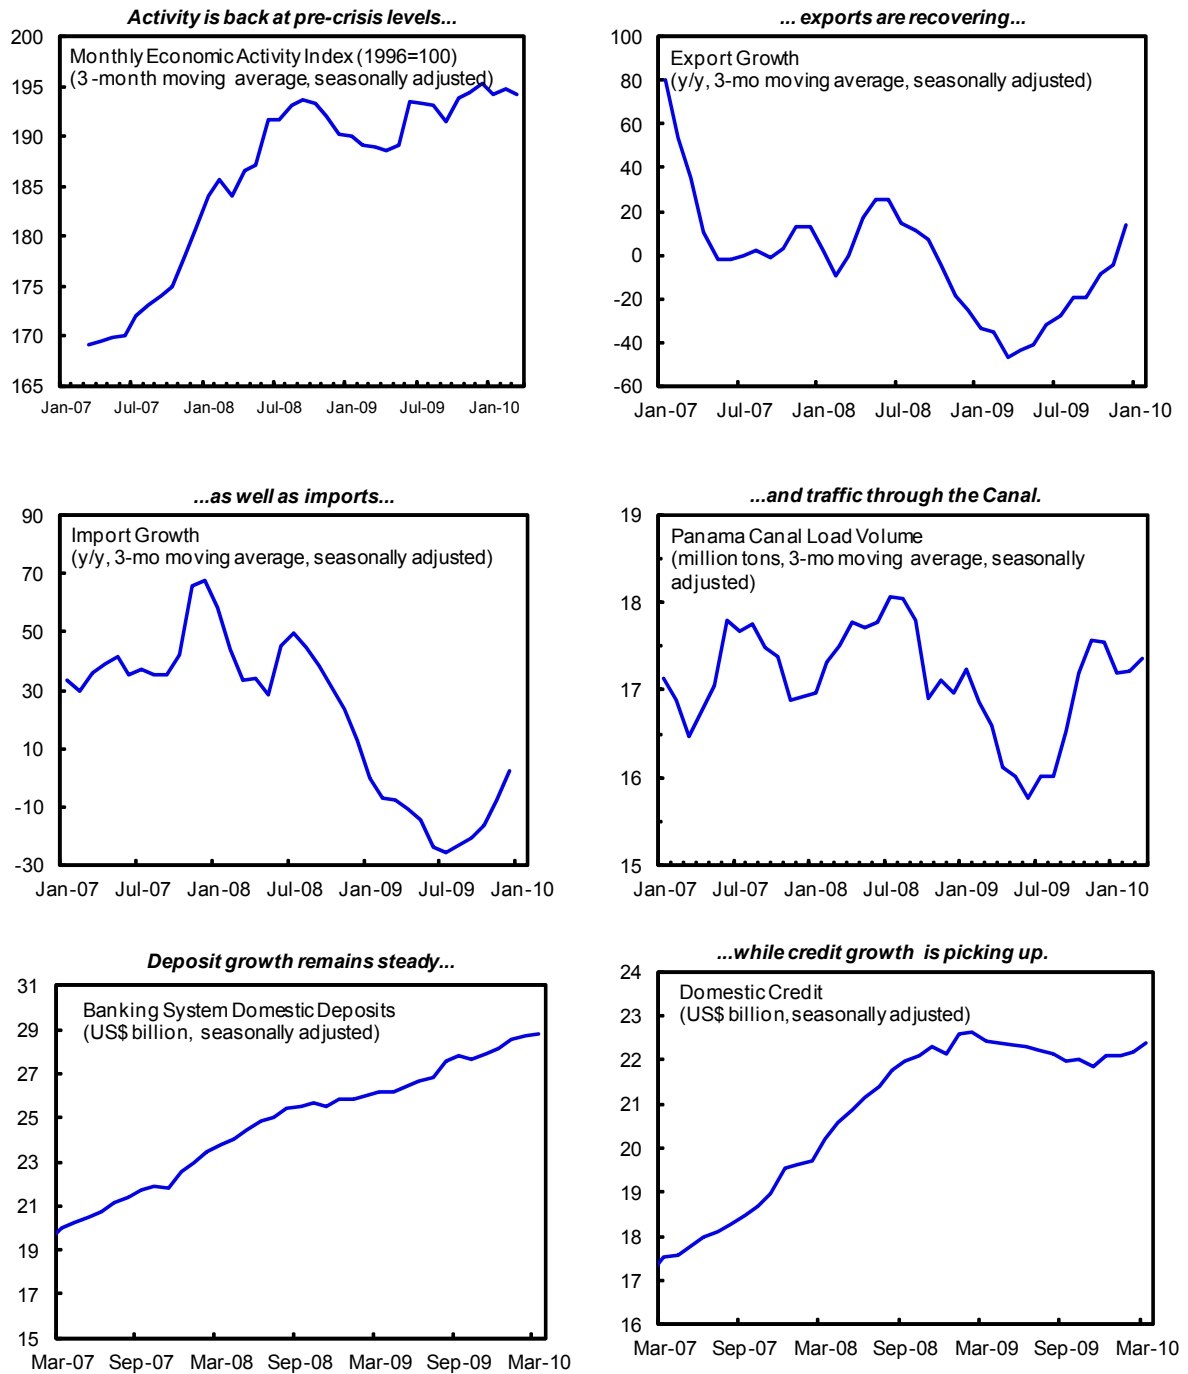 Activity is back at pre-crisis levels...
200
195
190
185
180
175
170
165
Monthly Economic Activity Index (1996=100)
(3-month moving average, seasonally adjusted)
Jan-07 Jul-07 Jan-08 Jul-08 Jan-09 Jul-09 Jan-10
... exports are recovering...
100
80
60
40
20
0
-20
-40
-60
Export Growth
(y/y, 3-mo moving average, seasonally adjusted)
Jan-07 Jul-07 Jan-08 Jul-08 Jan-09 Jul-09 Jan-10
...as well as imports...
90
70
50
30
10
-10
-30
Import Growth
(y/y, 3-mo moving average, seasonally adjusted)
Jan-07 Jul-07 Jan-08 Jul-08 Jan-09 Jul-09 Jan-10
...and traffic through the Canal.
19
18
17
16
15
Panama Canal Load Volume
(million tons, 3-mo moving average, seasonally
adjusted)
Jan-07 Jul-07 Jan-08 Jul-08 Jan-09 Jul-09 Jan-10
Deposit growth remains steady...
31
29
27
25
23
21
19
17
15
Banking System Domestic Deposits
(US$ billion, seasonally adjusted)
Mar-07 Sep-07 Mar-08 Sep-08 Mar-09 Sep-09 Mar-10
...while credit growth is picking up.
24
23
22
21
20
19
18
17
16
Domestic Credit
(US$ billion, seasonally adjusted)
Mar-07 Sep-07 Mar-08 Sep-08 Mar-09 Sep-09 Mar-10